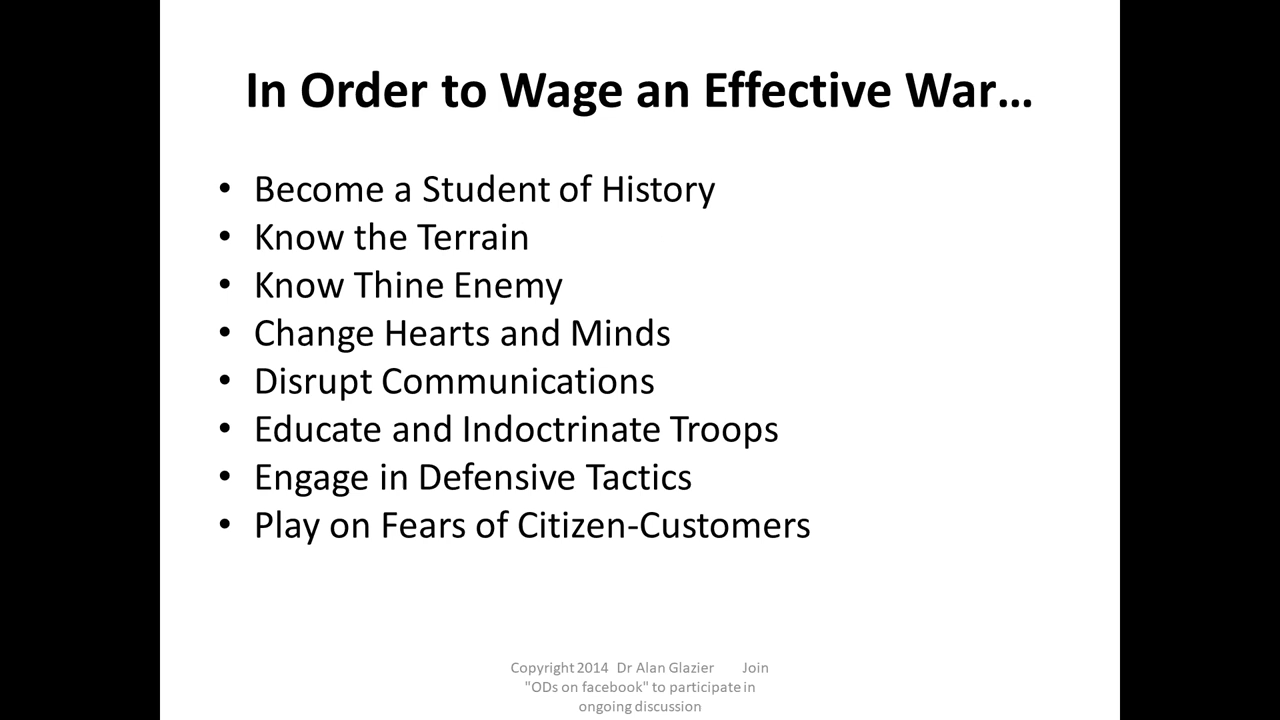 In Order to Wage an Effective War...
• Become a Student of History
• Know the Terrain
• Know Thine Enemy
• Change Hearts and Minds
• Disrupt Communications
• Educate and Indoctrinate Troops
• Engage in Defensive Tactics
• Play on Fears of Citizen-Customers
Copyright 2014 Dr Alan Glazier Join
"ODs on facebook" to participate in
ongoing discussion